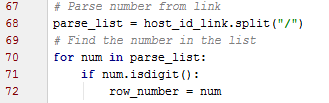 67 # Parse number from link
68 parse_list = host_id_link.split("/")
69 # Find the number in the list
70 for num in parse_list:
71 if num.isdigit():
72 row_number = num